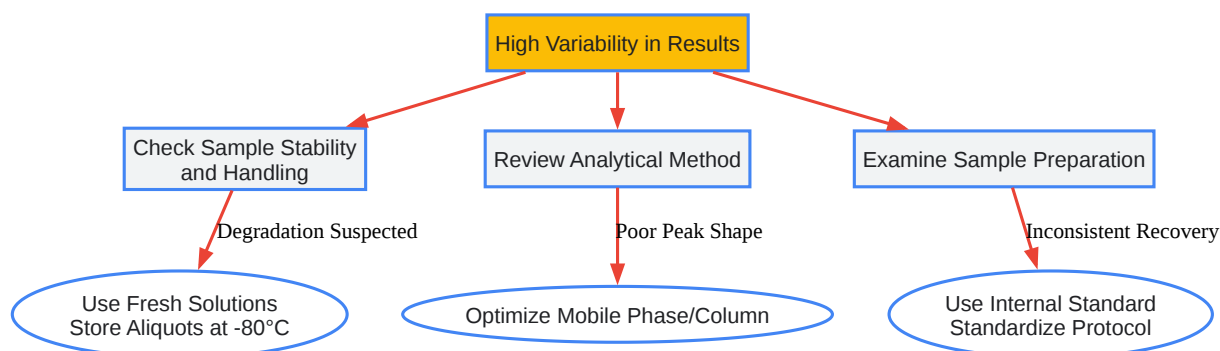 High Variability in Results
Check Sample Stability
and Handling
Review Analytical Method
Examine Sample Preparation
Degradation Suspected
Poor Peak Shape
Inconsistent Recovery
Use Fresh Solutions
Store Aliquots at -80°C
Optimize Mobile Phase/Column
Use Internal Standard
Standardize Protocol